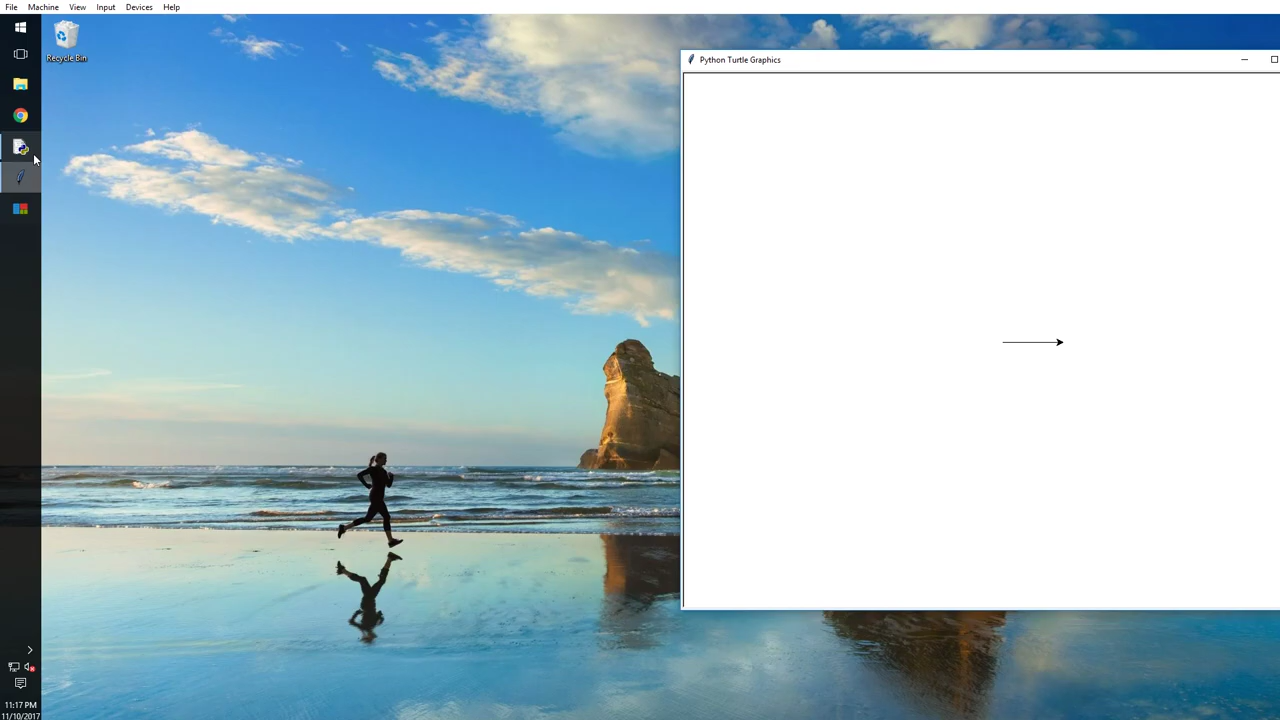 File Machine View Input Devices Help
Recycle Bin
Python Turtle Graphics
11:17 PM
11/10/2017